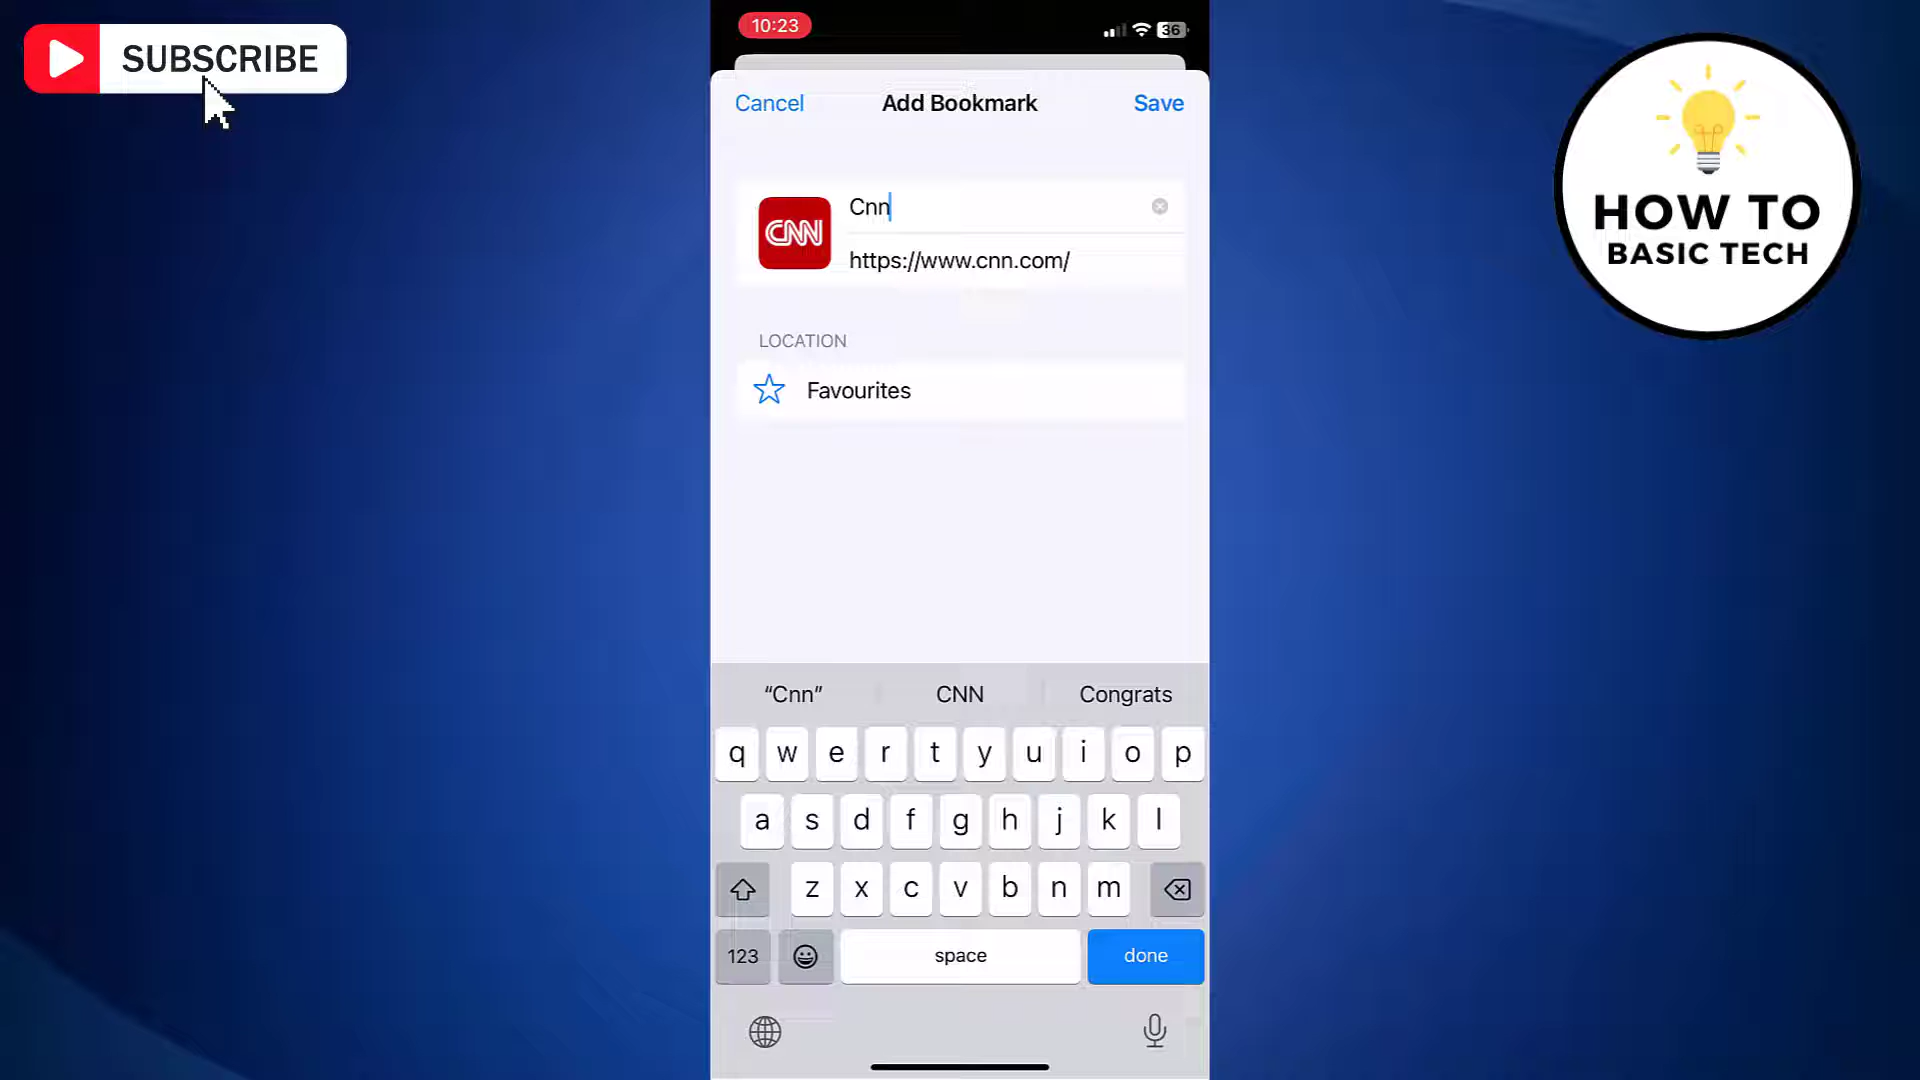 SUBSCRIBE
10:23
36
Cancel
Add Bookmark
Save
CNN
Cnn
https://www.cnn.com/
LOCATION
Favourites
HOW TO
BASIC TECH
“Cnn”
CNN
Congrats
q w e r t y u i o p
a s d f g h j k l
z x c v b n m
123
space
done